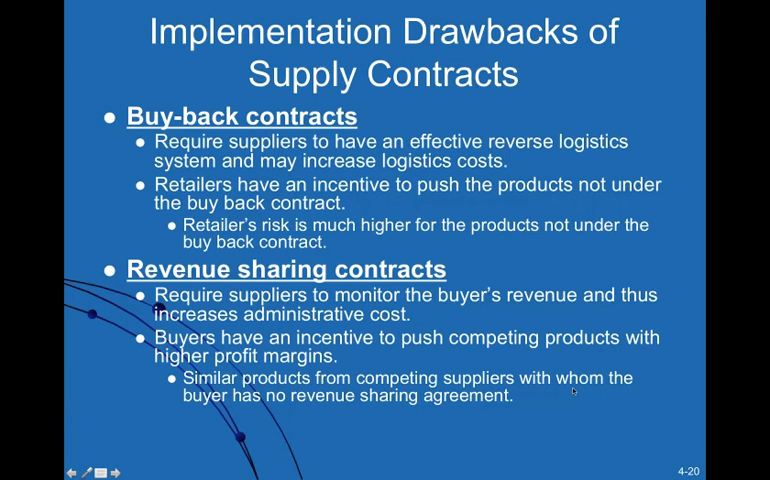 Implementation Drawbacks of
Supply Contracts
● Buy-back contracts
● Require suppliers to have an effective reverse logistics
system and may increase logistics costs.
● Retailers have an incentive to push the products not under
the buy back contract.
● Retailer's risk is much higher for the products not under the
buy back contract.
● Revenue sharing contracts
● Require suppliers to monitor the buyer's revenue and thus
increases administrative cost.
● Buyers have an incentive to push competing products with
higher profit margins.
● Similar products from competing suppliers with whom the
buyer has no revenue sharing agreement.
4-20